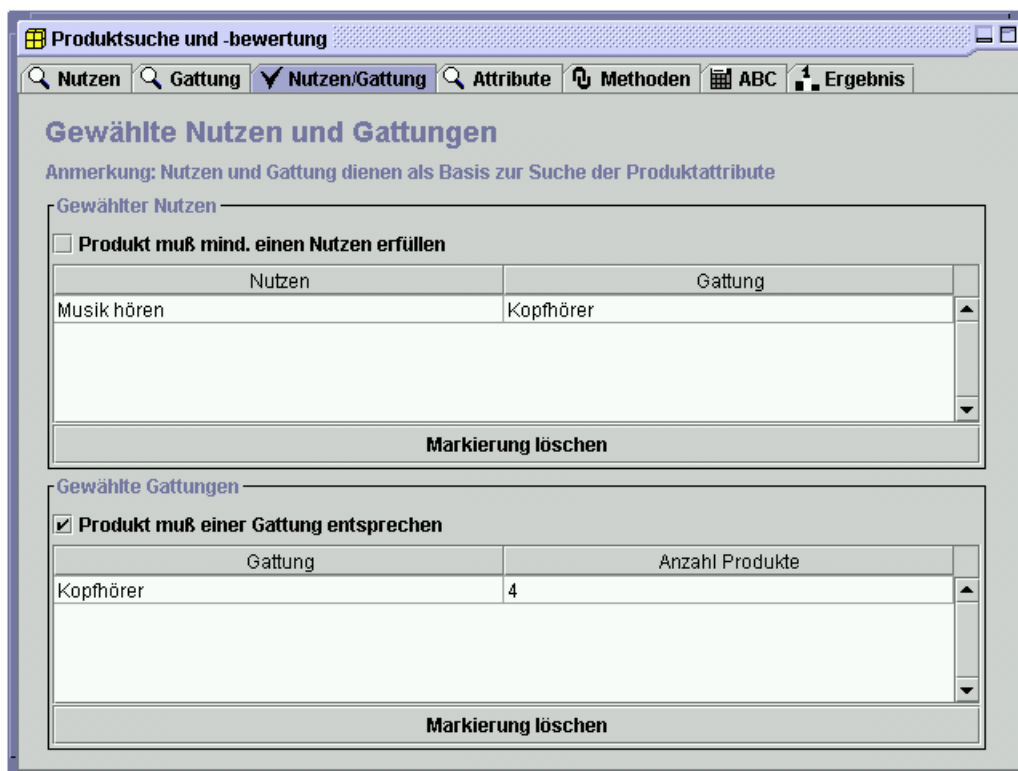 Produktsuche und -bewertung
Nutzen Gattung Nutzen/Gattung Attribute Methoden ABC 1 Ergebnis
Gewählte Nutzen und Gattungen
Anmerkung: Nutzen und Gattung dienen als Basis zur Suche der Produktattribute
Gewählter Nutzen
Produkt muß mind. einen Nutzen erfüllen
Nutzen Gattung
Musik hören Kopfhörer
Markierung löschen
Gewählte Gattungen
Produkt muß einer Gattung entsprechen
Gattung Anzahl Produkte
Kopfhörer 4
Markierung löschen